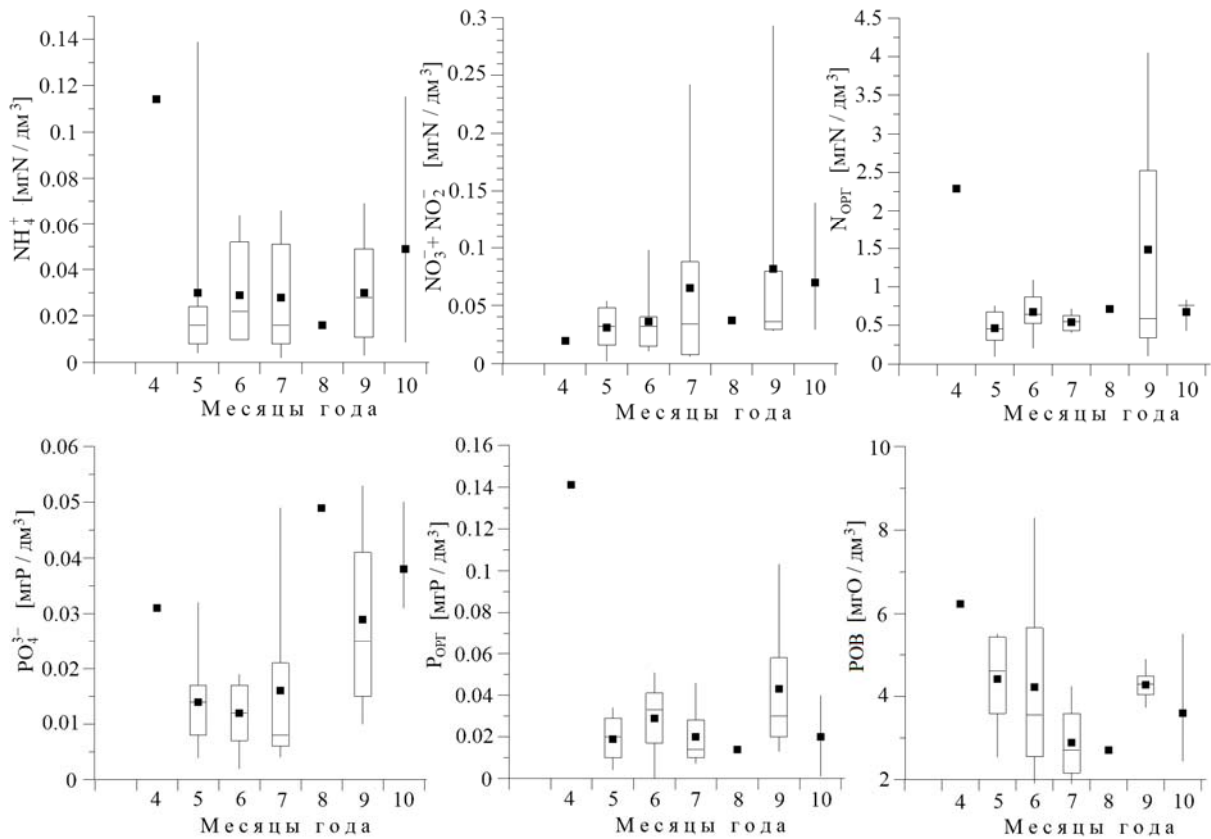 NH₄⁺ [мгN / дм³]
0.14
0.12
0.1
0.08
0.06
0.04
0.02
0
4 5 6 7 8 9 10
Месяцы года
NO₃⁻+ NO₂⁻ [мгN / дм³]
0.3
0.25
0.2
0.15
0.1
0.05
0
4 5 6 7 8 9 10
Месяцы года
Nорг [мгN / дм³]
4.5
4
3.5
3
2.5
2
1.5
1
0.5
0
4 5 6 7 8 9 10
Месяцы года
PO₄³⁻ [мгP / дм³]
0.06
0.05
0.04
0.03
0.02
0.01
0
4 5 6 7 8 9 10
Месяцы года
Pорг [мгP / дм³]
0.16
0.14
0.12
0.1
0.08
0.06
0.04
0.02
0
4 5 6 7 8 9 10
Месяцы года
РОВ [мгО / дм³]
10
8
6
4
2
4 5 6 7 8 9 10
Месяцы года